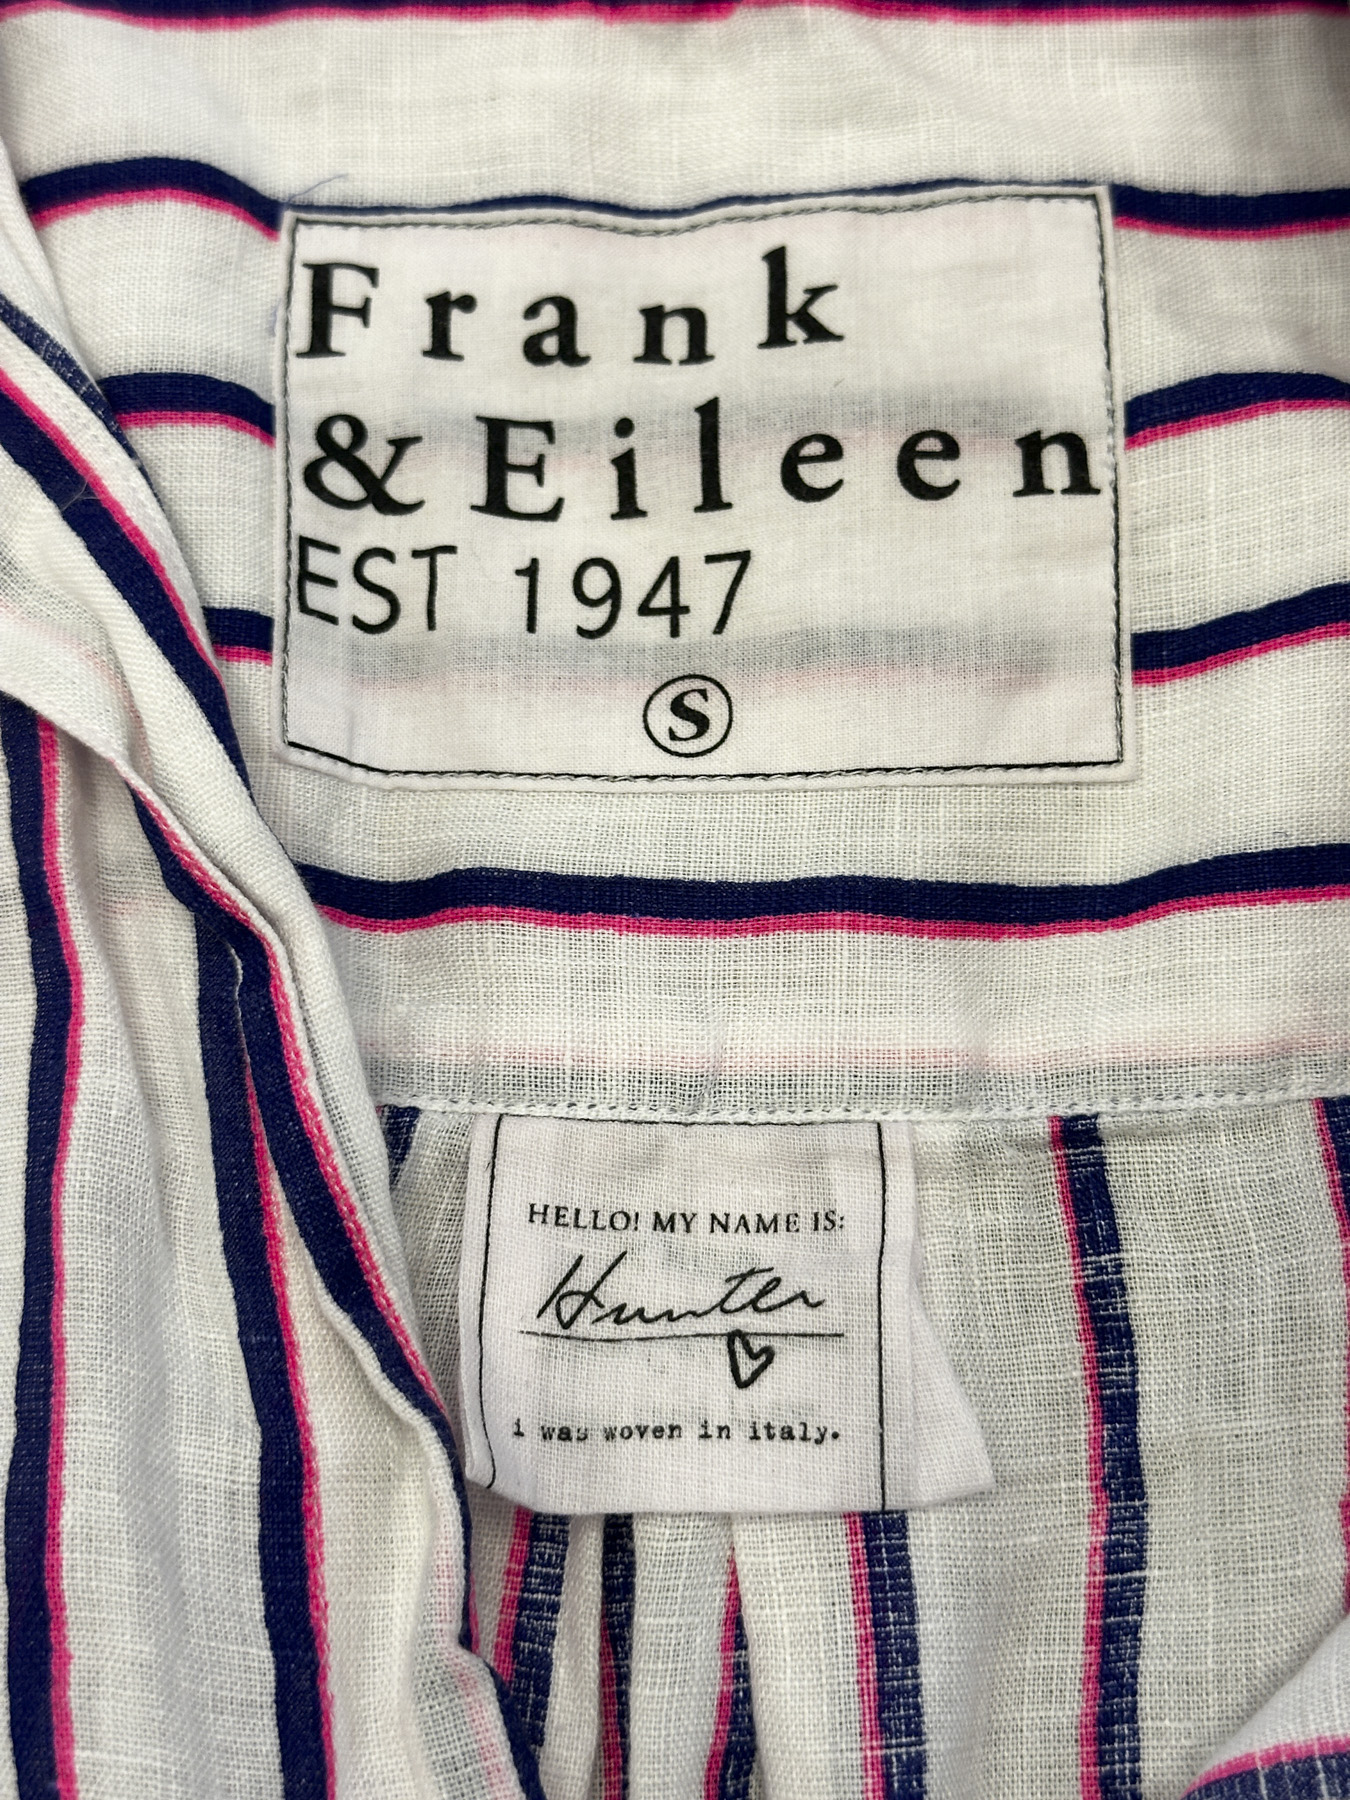 Frank
& Eileen
EST 1947
S
HELLO! MY NAME IS:
Hunter
i was woven in italy.